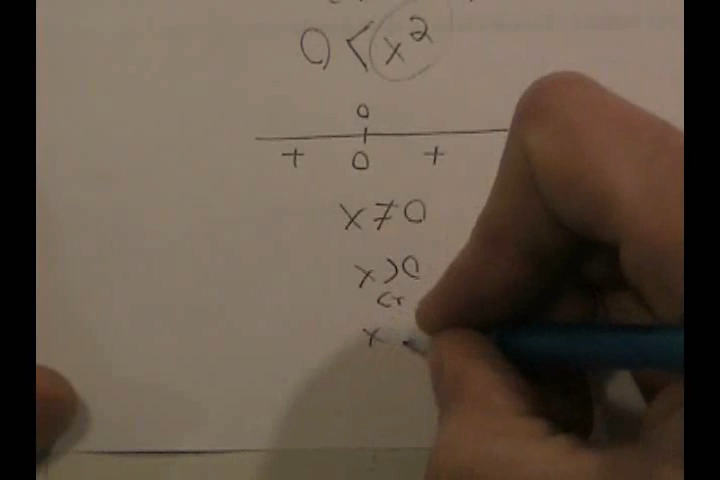 0 < x²
0
+ 0 +
x ≠ 0
x > 0
or
x